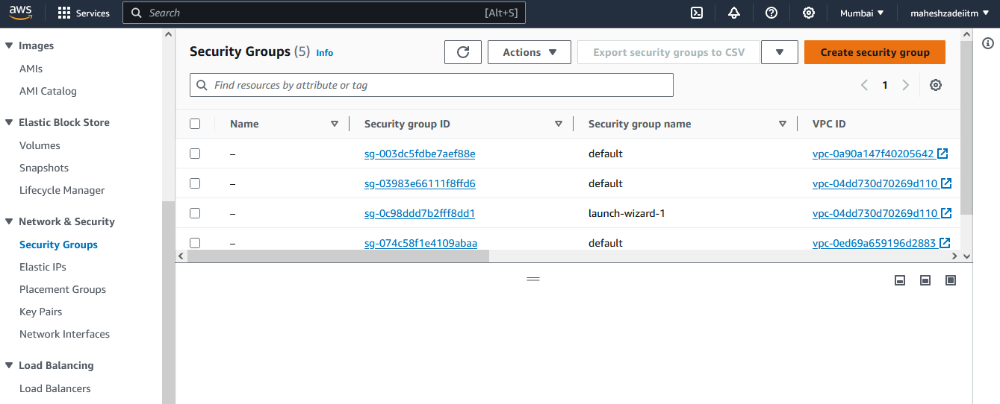 aws Services Search [Alt+S] Mumbai maheshzadeiitm
Images
AMIs
AMI Catalog
Elastic Block Store
Volumes
Snapshots
Lifecycle Manager
Network & Security
Security Groups
Elastic IPs
Placement Groups
Key Pairs
Network Interfaces
Load Balancing
Load Balancers
Security Groups (5) Info Actions Export security groups to CSV Create security group
Find resources by attribute or tag 1
Name Security group ID Security group name VPC ID
– sg-003dc5fdbe7aef88e default vpc-0a90a147f40205642
– sg-03983e66111f8ffd6 default vpc-04dd730d70269d110
– sg-0c98ddd7b2fff8dd1 launch-wizard-1 vpc-04dd730d70269d110
– sg-074c58f1e4109abaa default vpc-0ed69a659196d2883